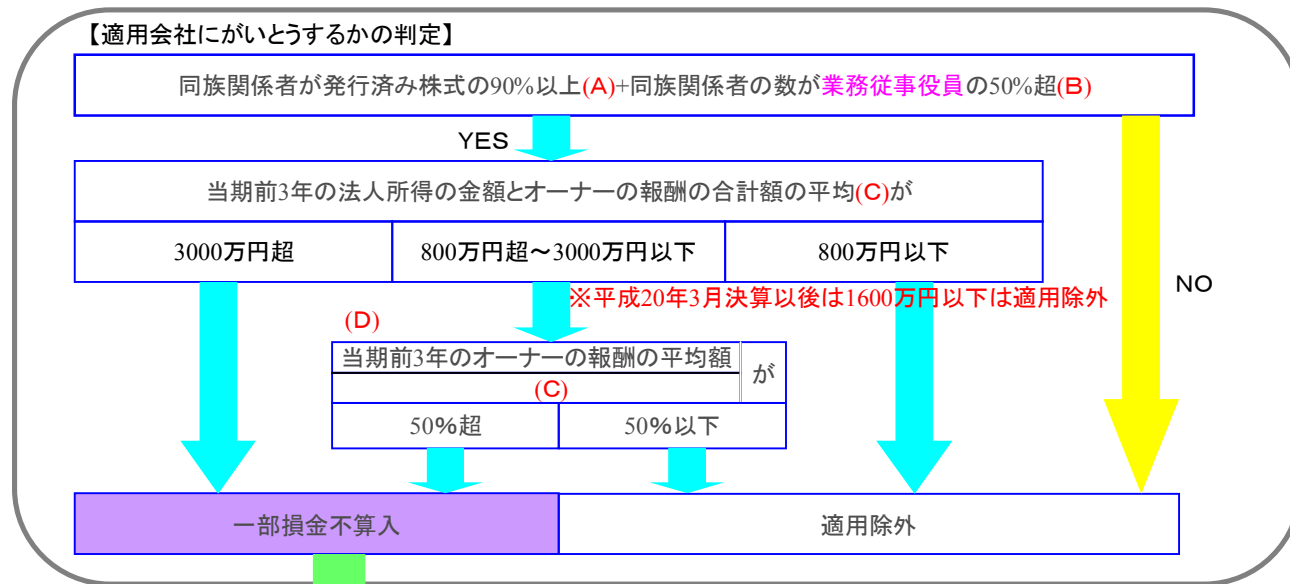 【適用会社にがいとうするかの判定】
同族関係者が発行済み株式の90%以上(A)+同族関係者の数が業務従事役員の50%超(B)
YES
当期前3年の法人所得の金額とオーナーの報酬の合計額の平均(C)が
3000万円超
800万円超～3000万円以下
800万円以下
NO
※平成20年3月決算以後は1600万円以下は適用除外
(D)
当期前3年のオーナーの報酬の平均額
が
(C)
50%超
50%以下
一部損金不算入
適用除外